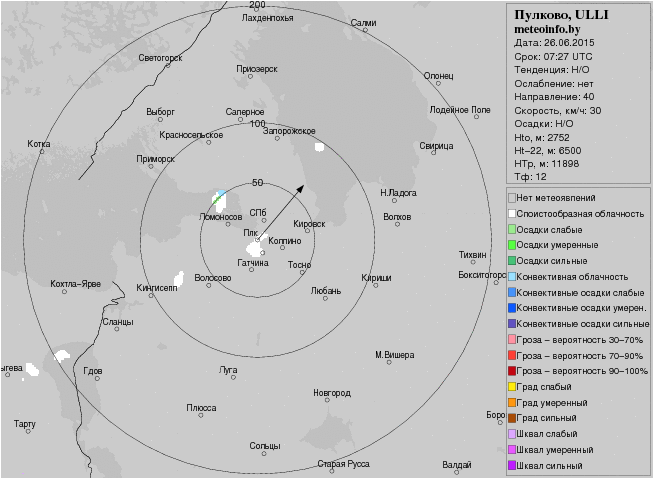 200
Лахденпохья
Салми
Светогорск
Приозерск
Олонец
Выборг
Сапёрное
Лодейное Поле
100
Запорожское
Красносельское
Котка
Свирица
Приморск
50
Н.Ладога
Ломоносов
СПб
Волхов
Кировск
Плк
Колпино
Тихвин
Гатчина
Тосно
Бокситогорс
Волосово
Кириши
Кохтла-Ярве
Кингисепп
Любань
Сланцы
М.Вишера
Луга
Гдов
ыгева
Новгород
Плюсса
Боро
Тарту
Сольцы
Старая Русса
Валдай
Пулково, ULLI
meteoinfo.by
Дата: 26.06.2015
Срок: 07:27 UTC
Тенденция: Н/О
Ослабление: нет
Направление: 40
Скорость, км/ч: 30
Осадки: Н/О
Hto, м: 2752
Ht-22, м: 6500
HTp, м: 11898
Тф: 12
Нет метеоявлений
Слоистообразная облачность
Осадки слабые
Осадки умеренные
Осадки сильные
Конвективная облачность
Конвективные осадки слабые
Конвективные осадки умерен.
Конвективные осадки сильные
Гроза – вероятность 30–70%
Гроза – вероятность 70–90%
Гроза – вероятность 90–100%
Град слабый
Град умеренный
Град сильный
Шквал слабый
Шквал умеренный
Шквал сильный